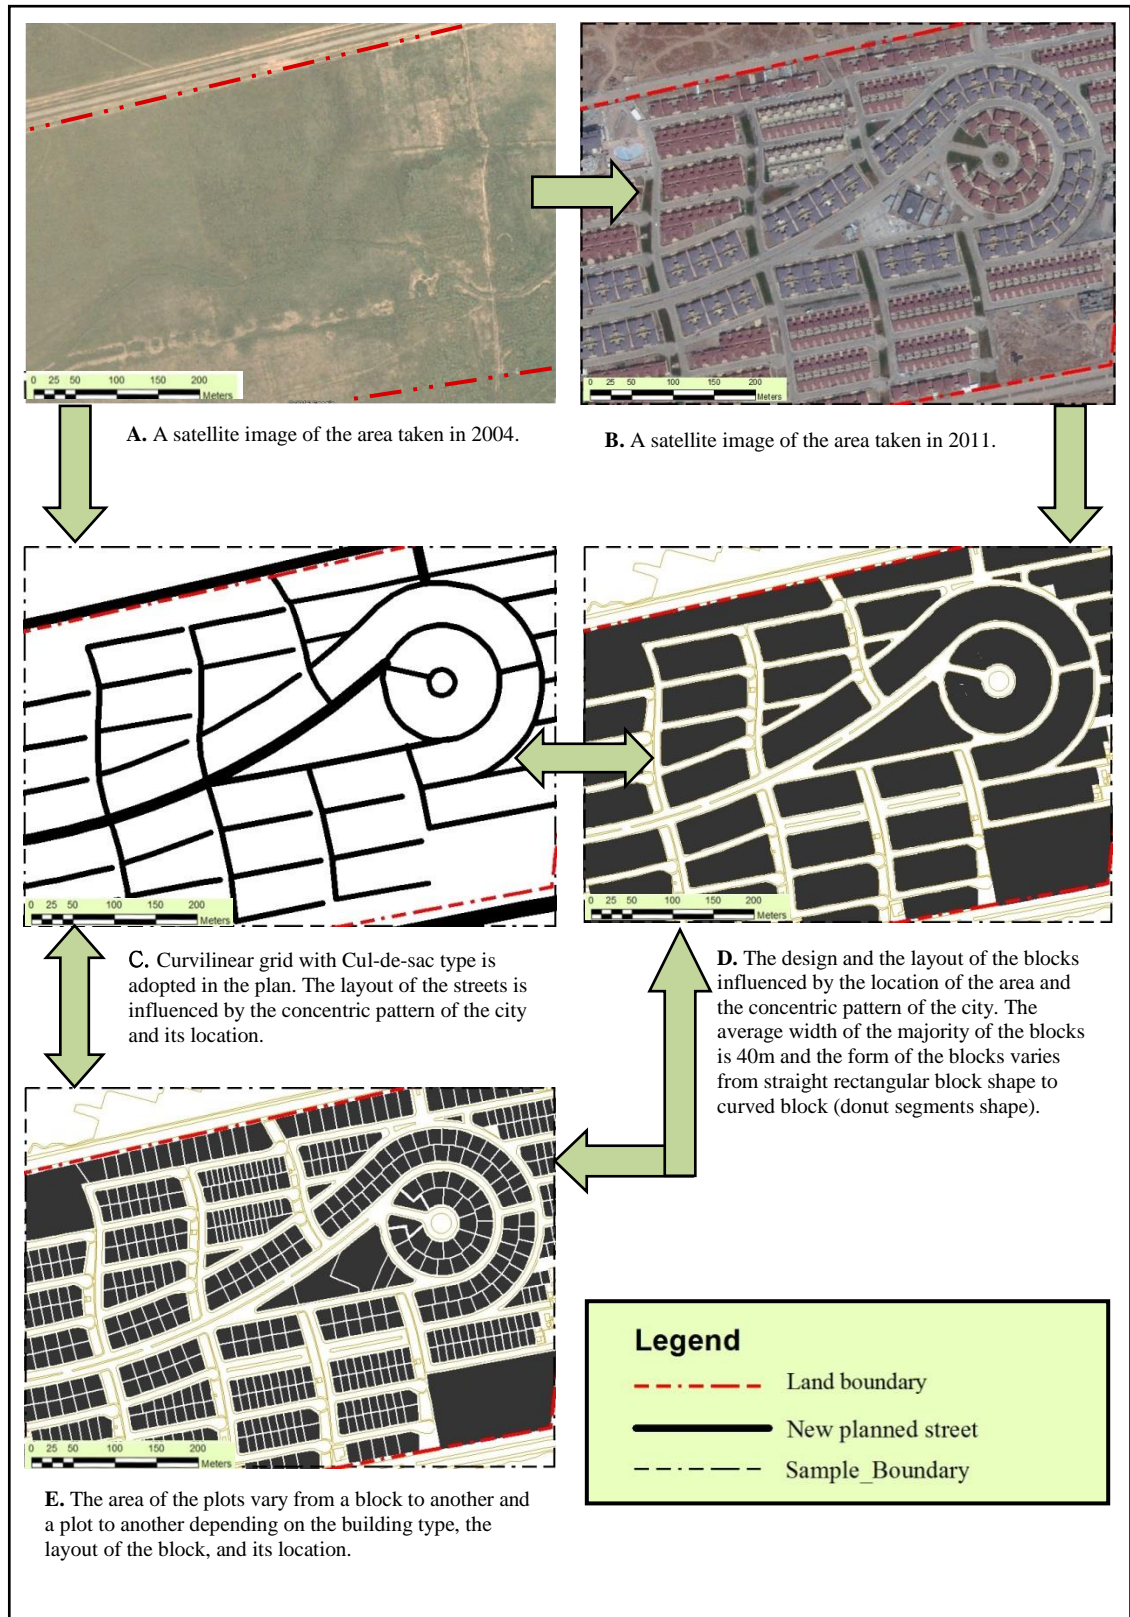 0 25 50 100 150 200
Meters
0 25 50 100 150 200
Meters
A. A satellite image of the area taken in 2004.
B. A satellite image of the area taken in 2011.
0 25 50 100 150 200
Meters
0 25 50 100 150 200
Meters
C. Curvilinear grid with Cul-de-sac type is
adopted in the plan. The layout of the streets is
influenced by the concentric pattern of the city
and its location.
D. The design and the layout of the blocks
influenced by the location of the area and
the concentric pattern of the city. The
average width of the majority of the blocks
is 40m and the form of the blocks varies
from straight rectangular block shape to
curved block (donut segments shape).
0 25 50 100 150 200
Meters
E. The area of the plots vary from a block to another and
a plot to another depending on the building type, the
layout of the block, and its location.
Legend
Land boundary
New planned street
Sample_Boundary